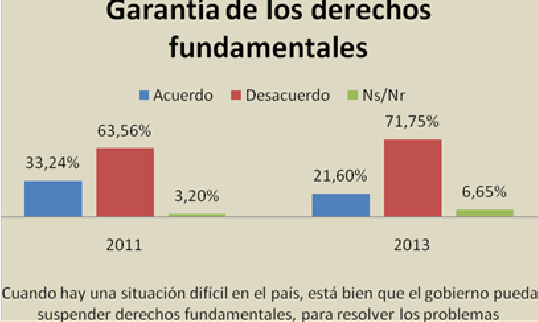 Garantia de los derechos
fundamentales
Acuerdo Desacuerdo Ns/Nr
63,56% 71,75%
33,24% 21,60%
3,20% 6,65%
2011 2013
Cuando hay una situación difícil en el país, está bien que el gobierno pueda
suspender derechos fundamentales, para resolver los problemas